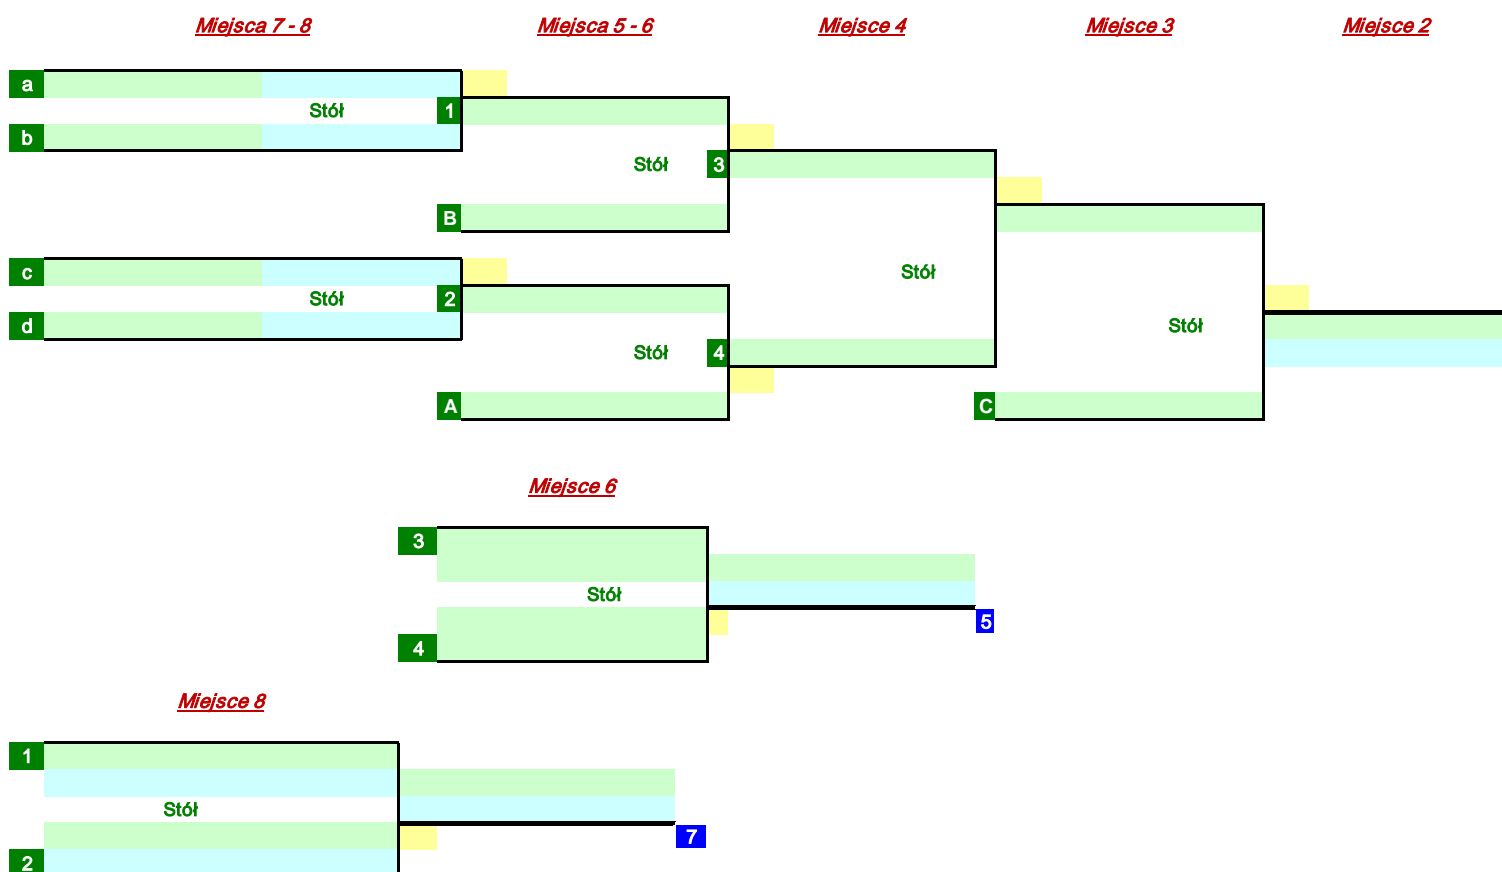 Miejsca 7 - 8 Miejsca 5 - 6 Miejsce 4 Miejsce 3 Miejsce 2
a
Stół 1
b
Stół 3
B
c
Stół
Stół 2
d
Stół
Stół 4
A C
Miejsce 6
3
Stół
5
4
Miejsce 8
1
Stół
7
2